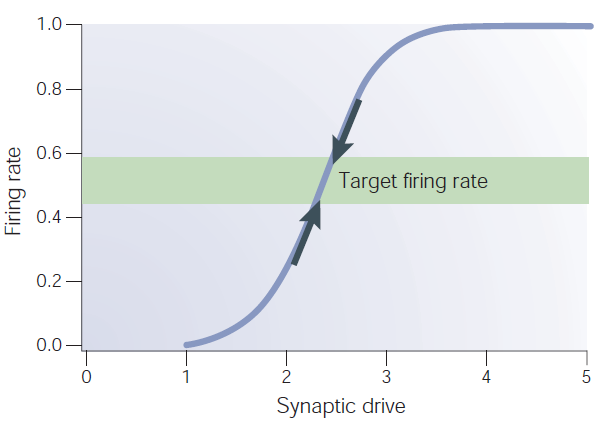 1.0
0.8
0.6
0.4
0.2
0.0
Firing rate
Target firing rate
0 1 2 3 4 5
Synaptic drive